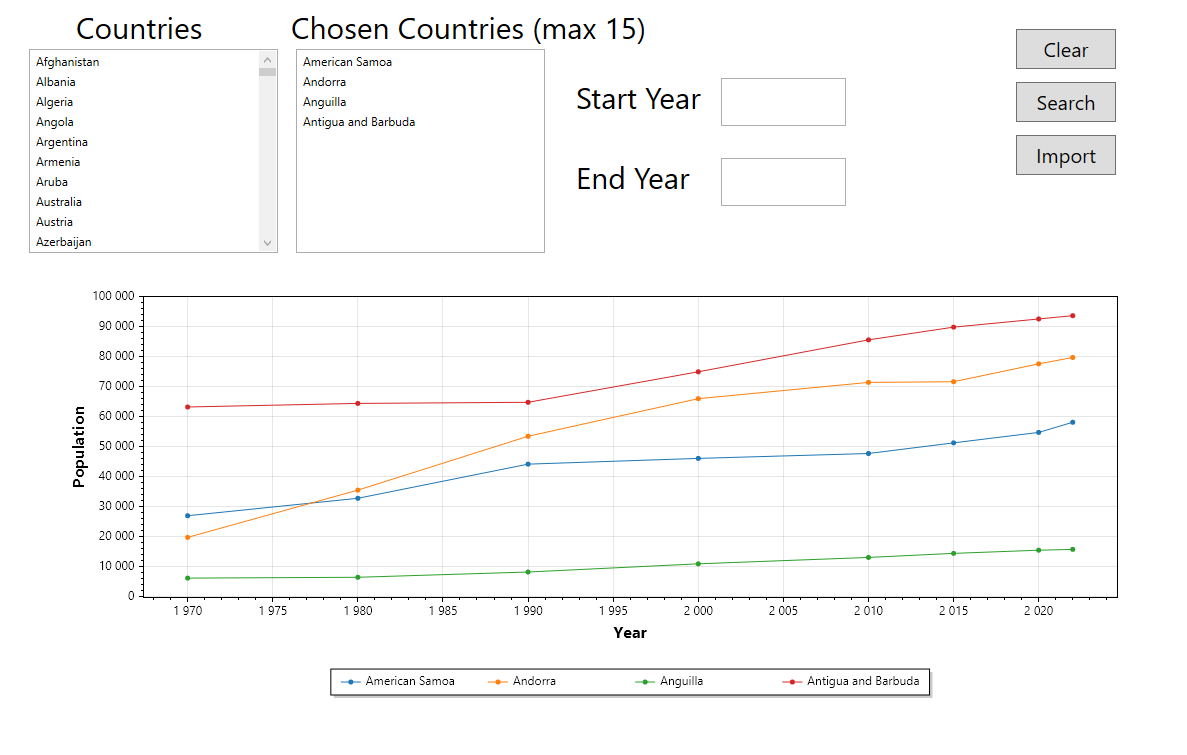 Countries
Chosen Countries (max 15)
Afghanistan
Albania
Algeria
Angola
Argentina
Armenia
Aruba
Australia
Austria
Azerbaijan
American Samoa
Andorra
Anguilla
Antigua and Barbuda
Start Year
End Year
Clear
Search
Import
100 000
90 000
80 000
70 000
60 000
50 000
40 000
30 000
20 000
10 000
0
Population
1 970 1 975 1 980 1 985 1 990 1 995 2 000 2 005 2 010 2 015 2 020
Year
American Samoa Andorra Anguilla Antigua and Barbuda